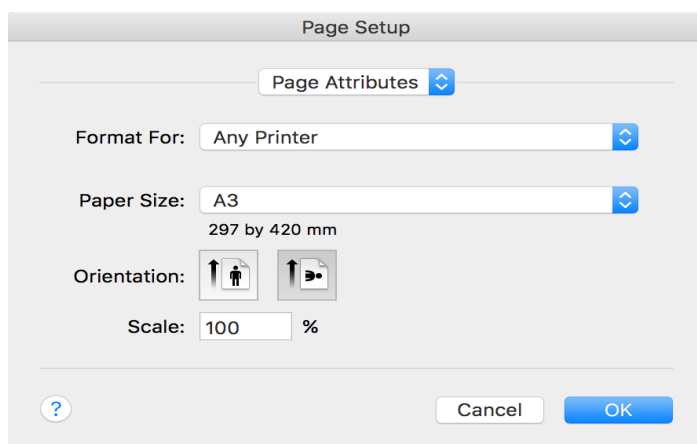 Page Setup
Page Attributes
Format For: Any Printer
Paper Size: A3
297 by 420 mm
Orientation:
Scale: 100 %
? Cancel OK